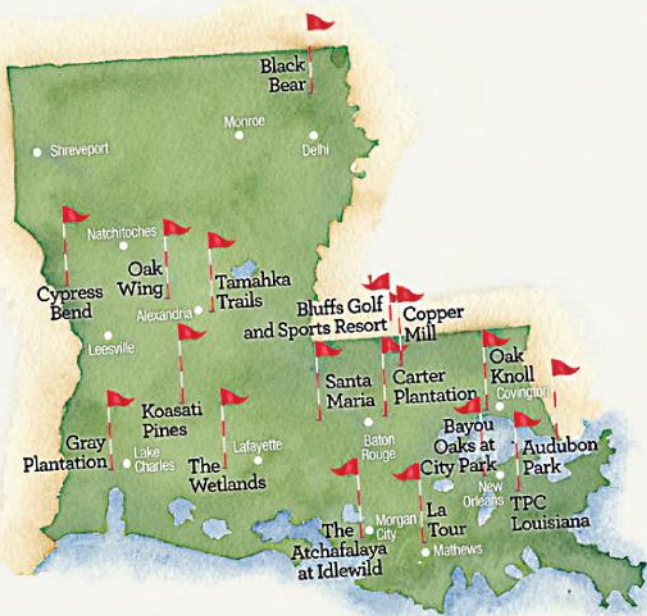 Black
Bear
Monroe
Shreveport
Delhi
Natchitoches
Oak
Wing
Tamahka
Trails
Cypress
Bend
Alexandria
Leesville
Bluffs Golf
and Sports Resort
Copper
Mill
Koasati
Pines
Santa
Maria
Carter
Plantation
Oak
Knoll
Covington
Gray
Plantation
Lake
Charles
The
Wetlands
Lafayette
Baton
Rouge
Bayou
Oaks at
City Park
Audubon
Park
New
Orleans
TPC
Louisiana
The
Atchafalaya
at Idlewild
Morgan
City
La
Tour
Mathews